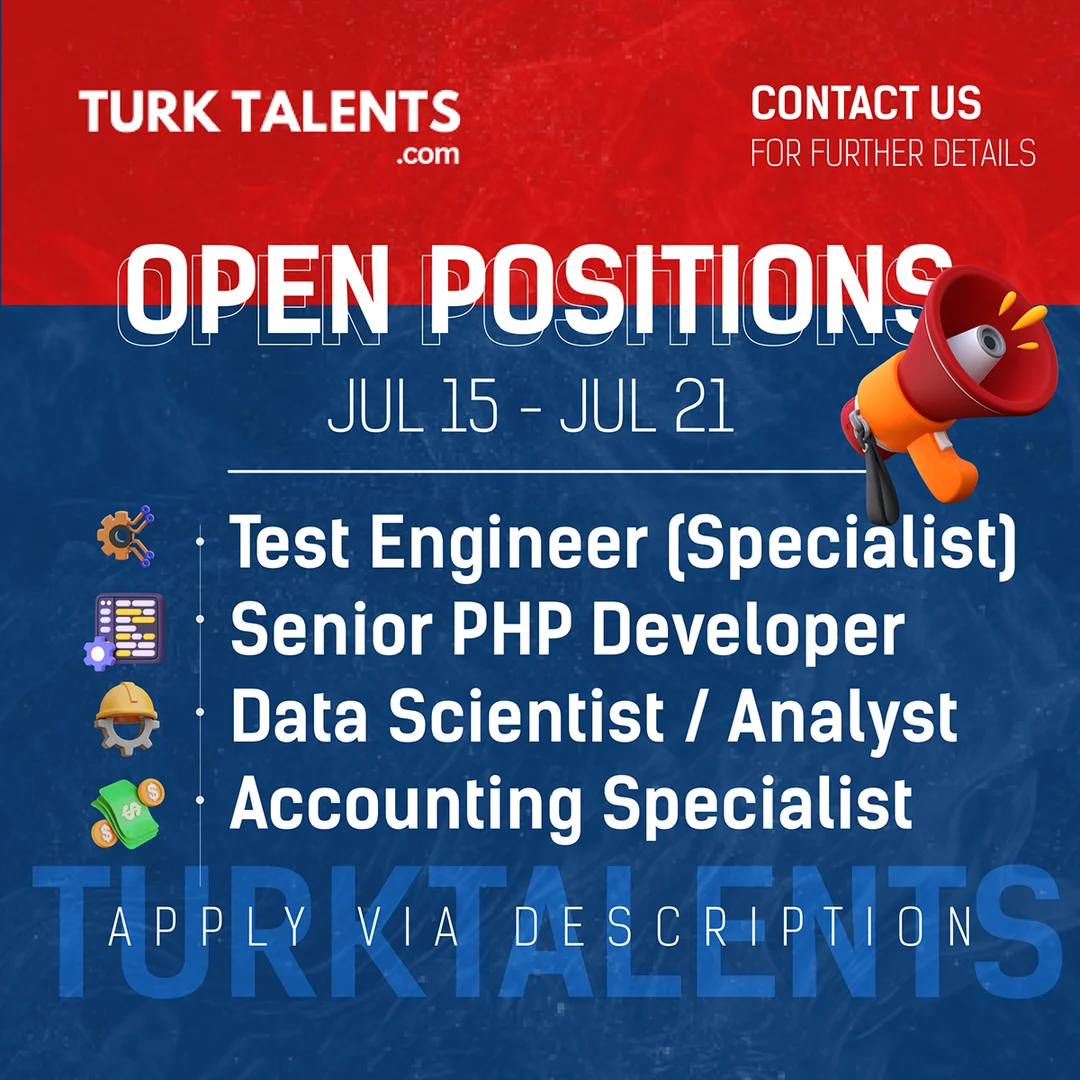 TURK TALENTS
.com
CONTACT US
FOR FURTHER DETAILS
OPEN POSITIONS
JUL 15 - JUL 21
Test Engineer (Specialist)
Senior PHP Developer
Data Scientist / Analyst
Accounting Specialist
TURKTALENTS
APPLY VIA DESCRIPTION